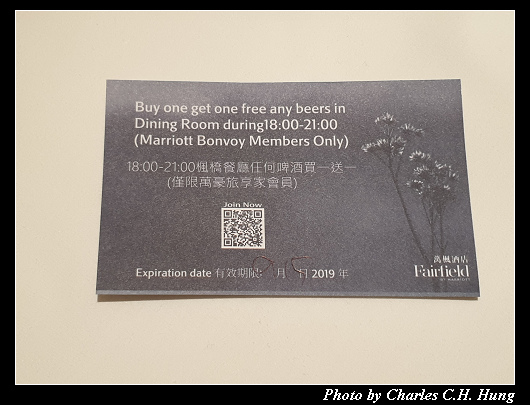 Buy one get one free any beers in
Dining Room during18:00-21:00
(Marriott Bonvoy Members Only)
18:00-21:00楓橋餐廳任何啤酒買一送一
(僅限萬豪旅享家會員)
Join Now
Expiration date 有效期限: 月 日 2019 年
萬楓酒店
Fairfield
BY MARRIOTT
Photo by Charles C.H. Hung